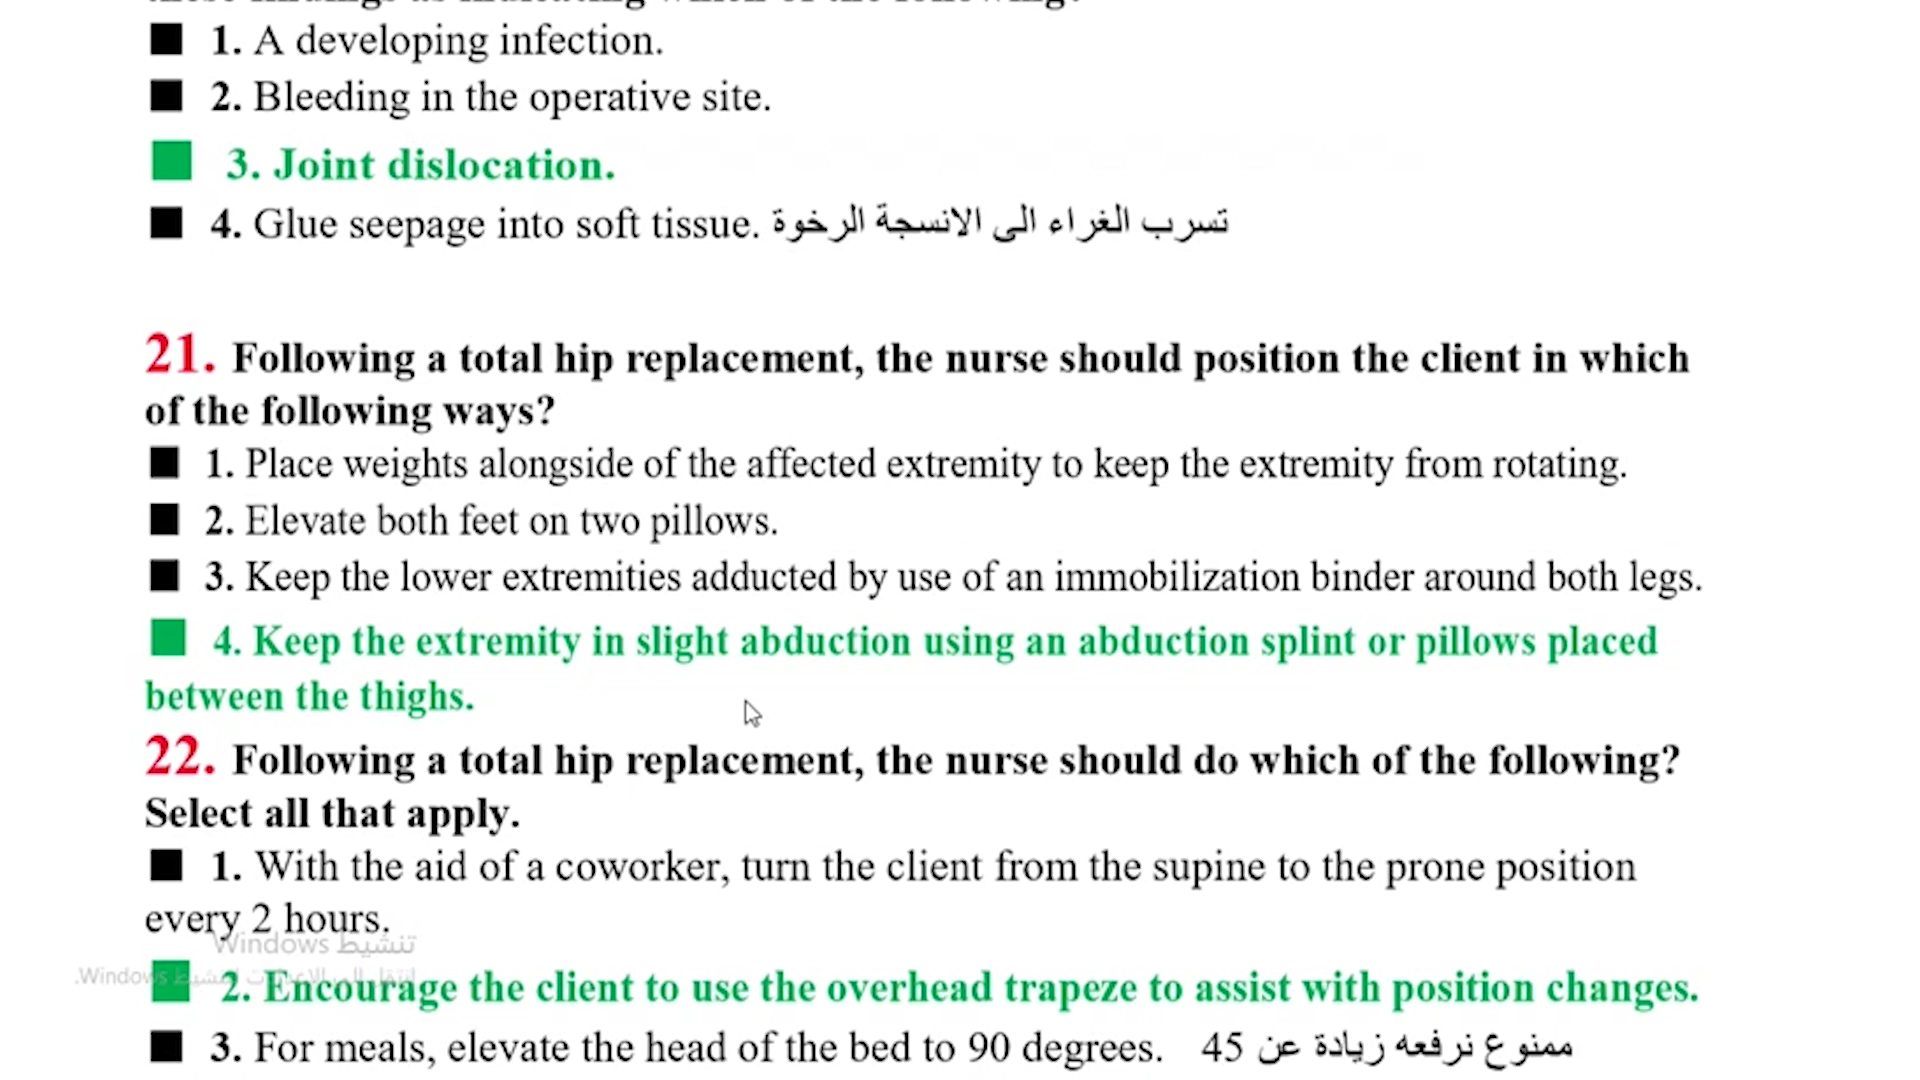 1. A developing infection.
2. Bleeding in the operative site.
3. Joint dislocation.
4. Glue seepage into soft tissue. تسرب الغراء الى الانسجة الرخوة
21. Following a total hip replacement, the nurse should position the client in which
of the following ways?
1. Place weights alongside of the affected extremity to keep the extremity from rotating.
2. Elevate both feet on two pillows.
3. Keep the lower extremities adducted by use of an immobilization binder around both legs.
4. Keep the extremity in slight abduction using an abduction splint or pillows placed
between the thighs.
22. Following a total hip replacement, the nurse should do which of the following?
Select all that apply.
1. With the aid of a coworker, turn the client from the supine to the prone position
every 2 hours.
تنشيط Windows
انتقل إلى الإعدادات لتنشيط Windows.
2. Encourage the client to use the overhead trapeze to assist with position changes.
3. For meals, elevate the head of the bed to 90 degrees. ممنوع نرفعه زيادة عن 45